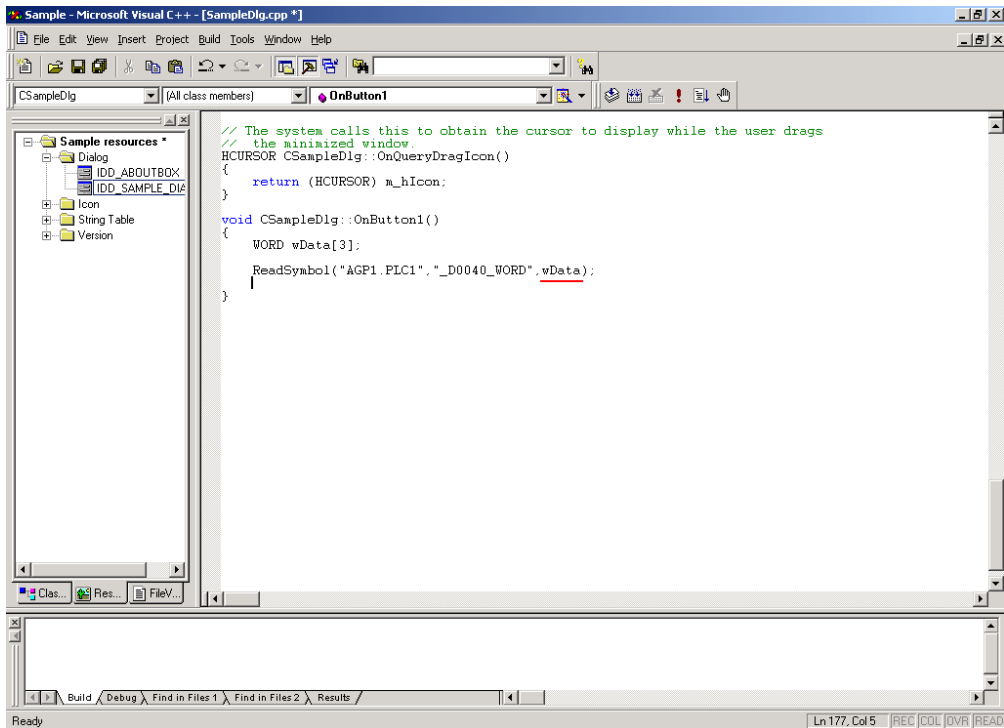 Sample - Microsoft Visual C++ - [SampleDlg.cpp *]
File Edit View Insert Project Build Tools Window Help
CSampleDlg (All class members) OnButton1
Sample resources *
Dialog
IDD_ABOUTBOX
IDD_SAMPLE_DIA
Icon
String Table
Version
// The system calls this to obtain the cursor to display while the user drags
//  the minimized window.
HCURSOR CSampleDlg::OnQueryDragIcon()
{
    return (HCURSOR) m_hIcon;
}
void CSampleDlg::OnButton1()
{
    WORD wData[3];
    ReadSymbol("AGP1.PLC1","_D0040_WORD",wData);
}
Clas... Res... FileV...
Build Debug Find in Files 1 Find in Files 2 Results
Ready Ln 177, Col 5 REC COL OVR READ